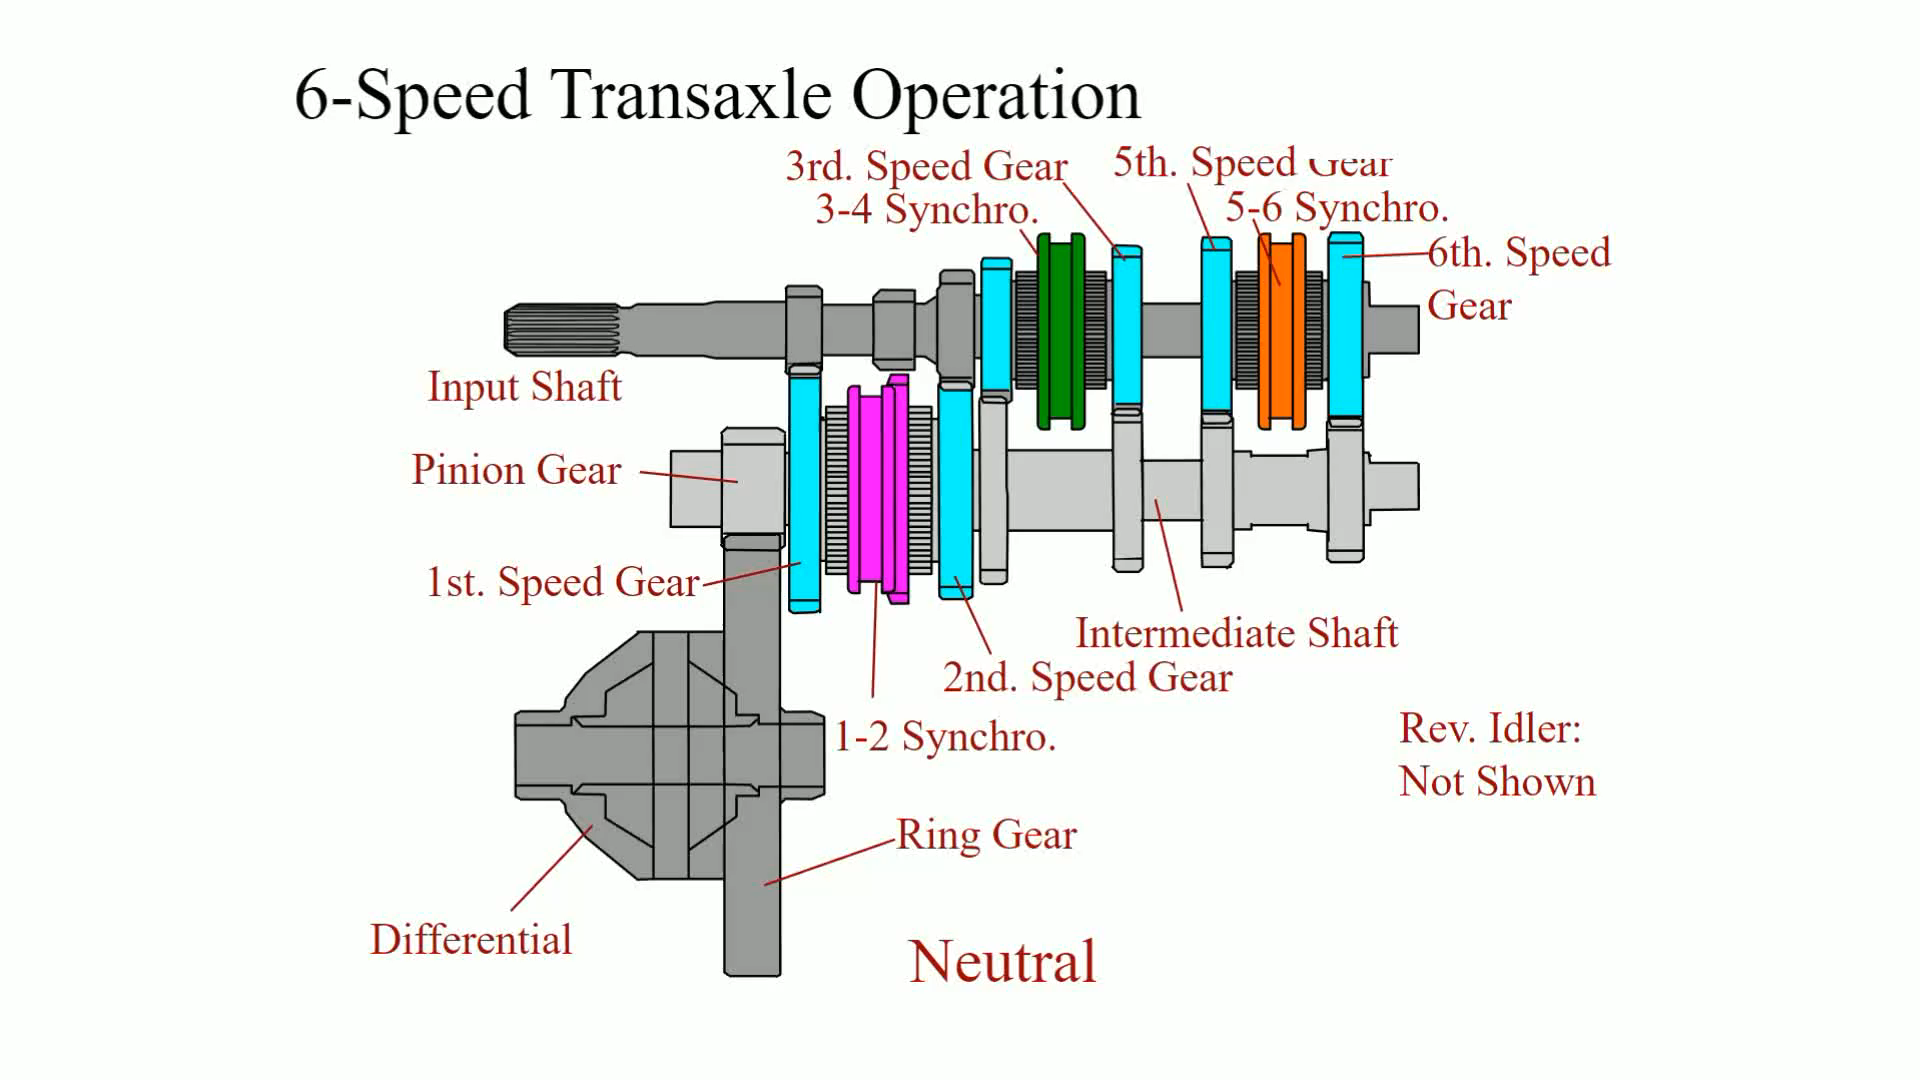 6-Speed Transaxle Operation
3rd. Speed Gear
5th. Speed Gear
3-4 Synchro.
5-6 Synchro.
6th. Speed
Gear
Input Shaft
Pinion Gear
1st. Speed Gear
Intermediate Shaft
2nd. Speed Gear
1-2 Synchro.
Rev. Idler:
Not Shown
Ring Gear
Differential
Neutral